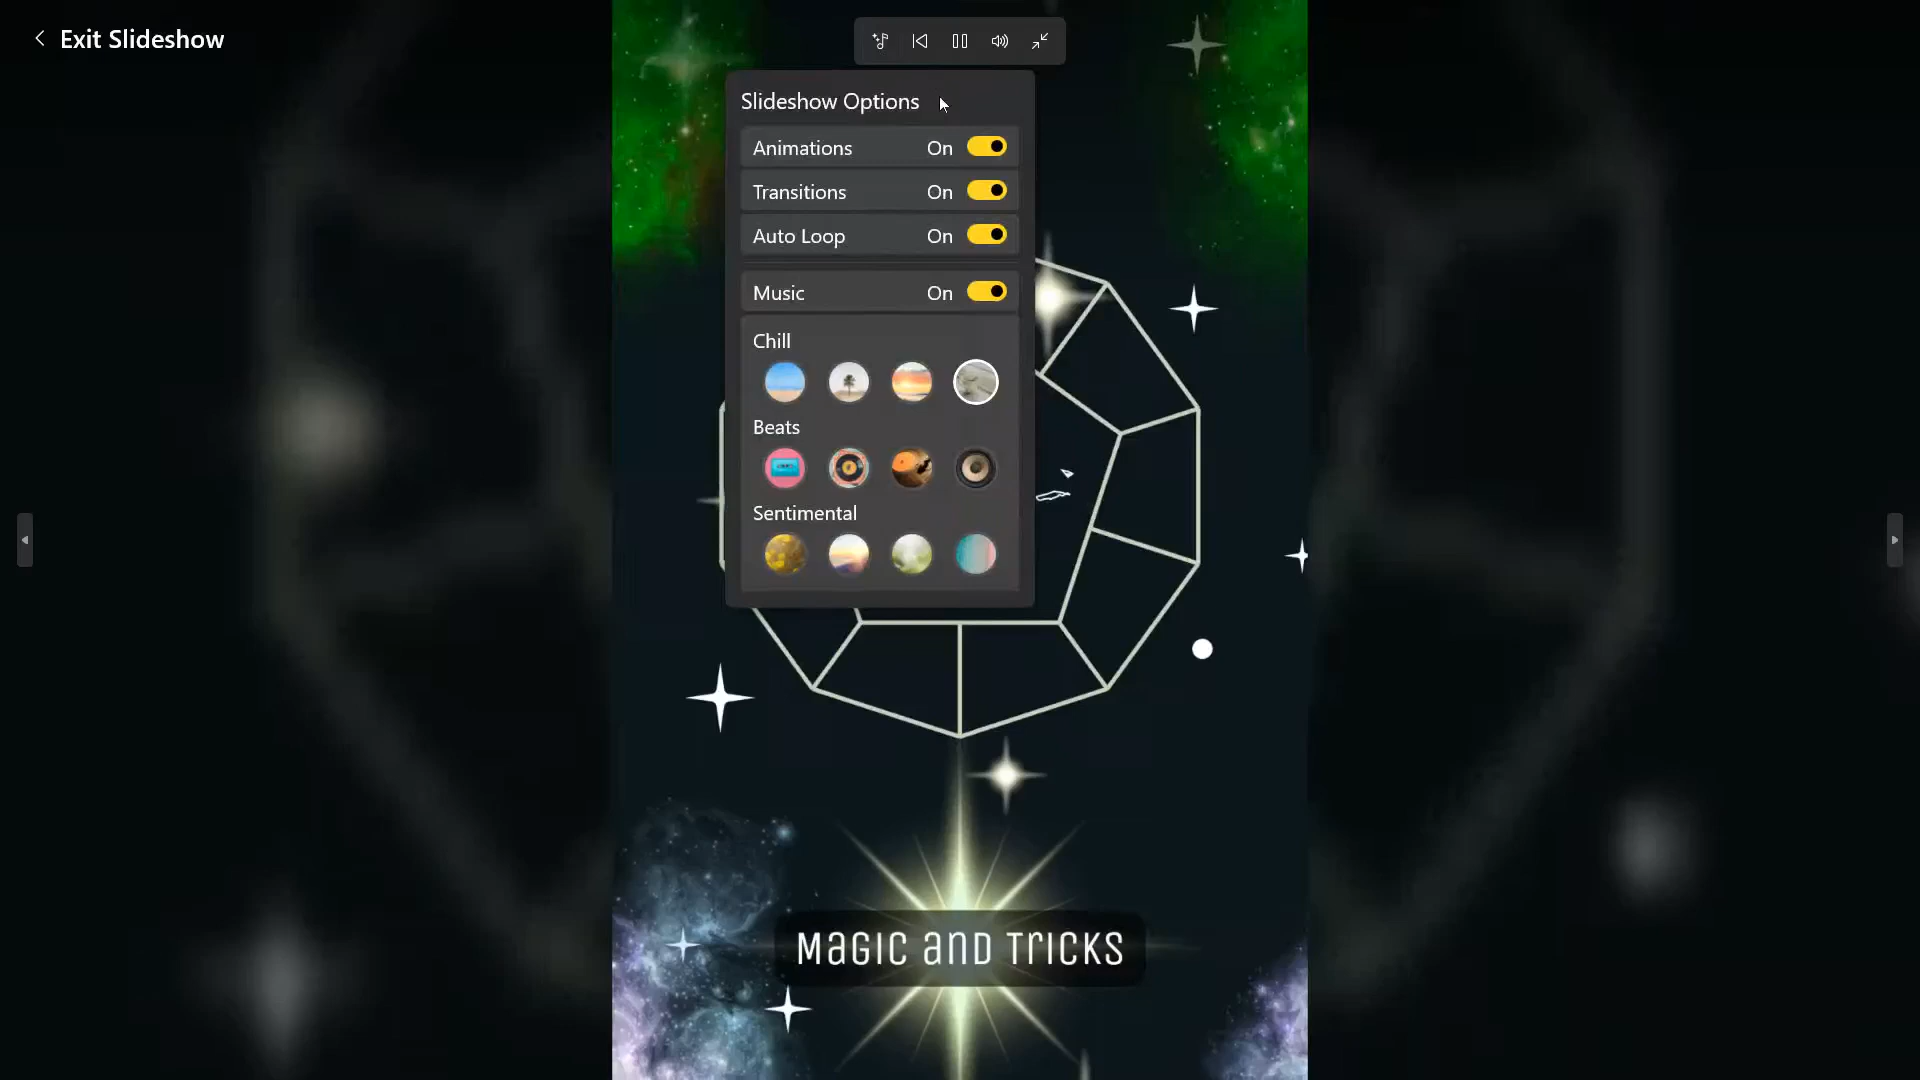 Exit Slideshow
Slideshow Options
Animations On
Transitions On
Auto Loop On
Music On
Chill
Beats
Sentimental
Magic and Tricks